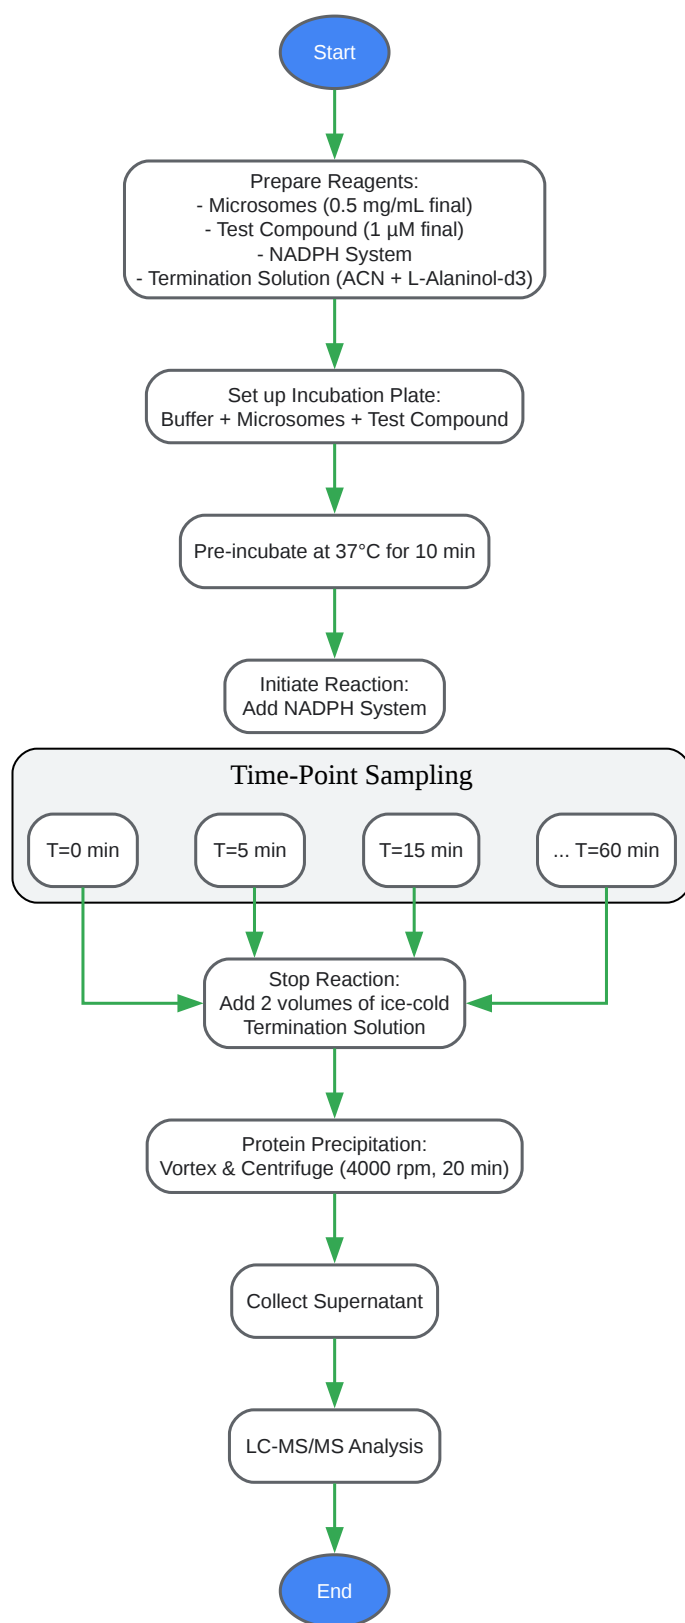 Start
Prepare Reagents:
- Microsomes (0.5 mg/mL final)
- Test Compound (1 µM final)
- NADPH System
- Termination Solution (ACN + L-Alaninol-d3)
Set up Incubation Plate:
Buffer + Microsomes + Test Compound
Pre-incubate at 37°C for 10 min
Initiate Reaction:
Add NADPH System
Time-Point Sampling
T=0 min
T=5 min
T=15 min
... T=60 min
Stop Reaction:
Add 2 volumes of ice-cold
Termination Solution
Protein Precipitation:
Vortex & Centrifuge (4000 rpm, 20 min)
Collect Supernatant
LC-MS/MS Analysis
End